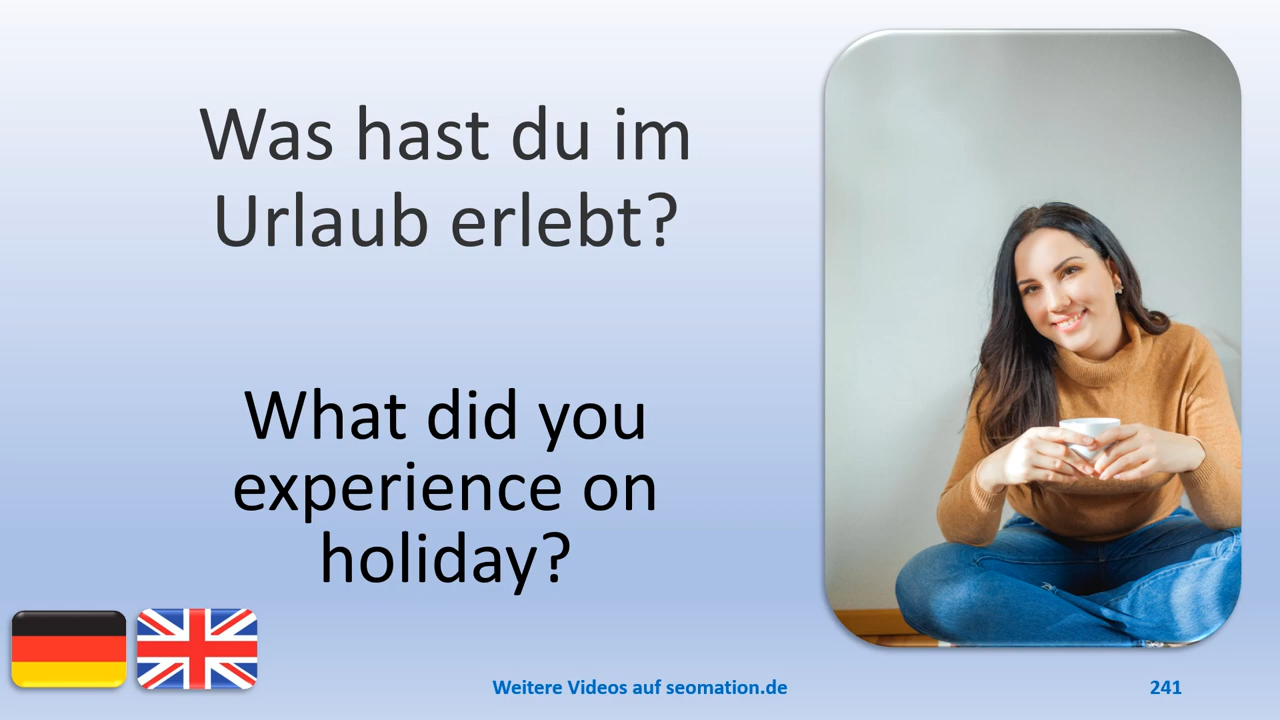 Was hast du im
Urlaub erlebt?
What did you
experience on
holiday?
Weitere Videos auf seomation.de
241